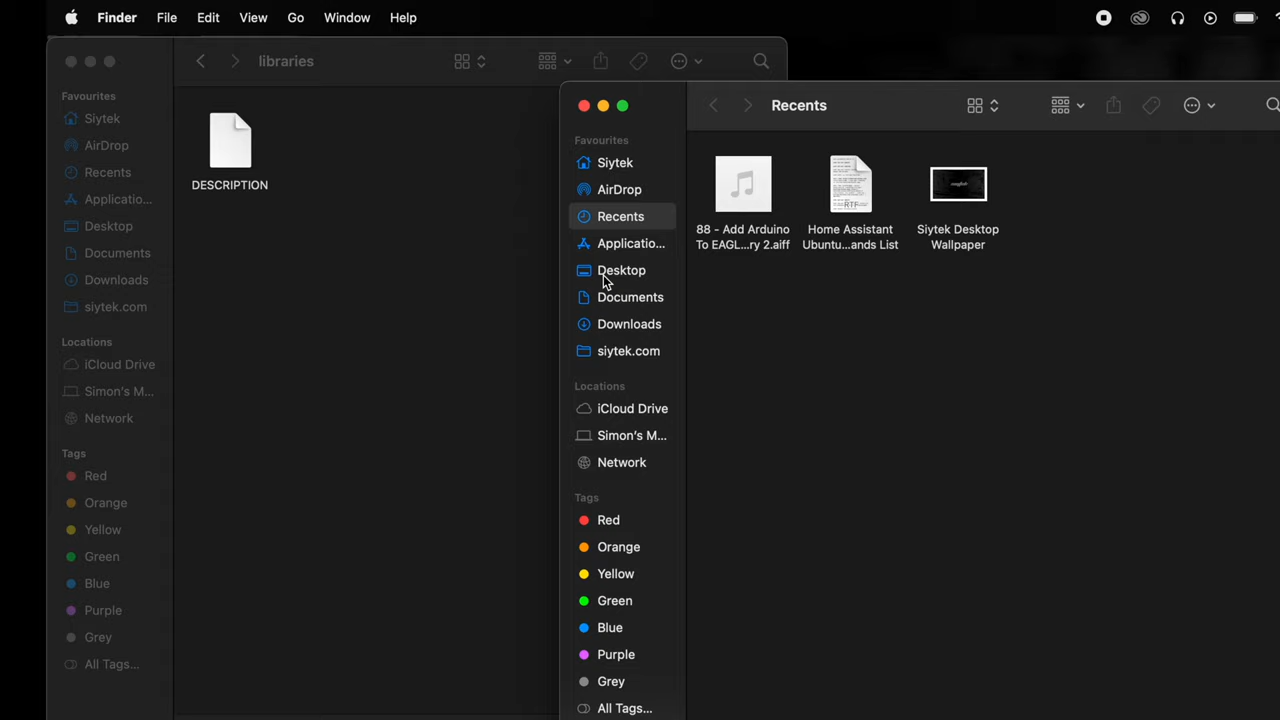 Finder File Edit View Go Window Help
libraries
Favourites
Siytek
AirDrop
Recents
Applicatio...
Desktop
Documents
Downloads
siytek.com
Locations
iCloud Drive
Simon's M...
Network
Tags
Red
Orange
Yellow
Green
Blue
Purple
Grey
All Tags...
DESCRIPTION
Recents
Favourites
Siytek
AirDrop
Recents
Applicatio...
Desktop
Documents
Downloads
siytek.com
Locations
iCloud Drive
Simon's M...
Network
Tags
Red
Orange
Yellow
Green
Blue
Purple
Grey
All Tags...
88 - Add Arduino
To EAGL...ry 2.aiff
RTF
Home Assistant
Ubuntu...ands List
Siytek Desktop
Wallpaper